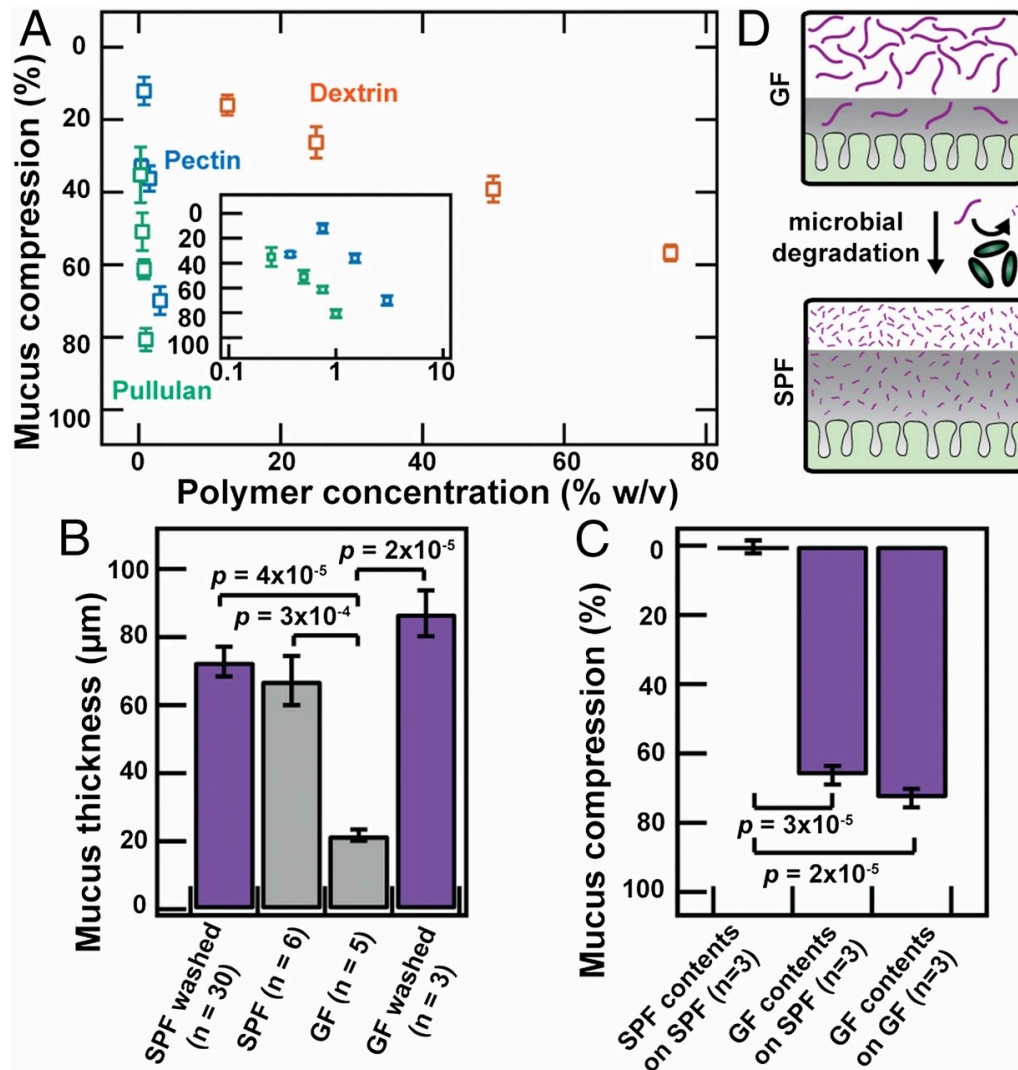 A
Mucus compression (%)
0
20
40
60
80
100
Dextrin
Pectin
Pullulan
0
20
40
60
80
100
0.1
1
10
0
20
40
60
80
Polymer concentration (% w/v)
D
GF
microbial
degradation
SPF
B
Mucus thickness (µm)
100
80
60
40
20
0
p = 2x10-5
p = 4x10-5
p = 3x10-4
SPF washed
(n = 30)
SPF (n = 6)
GF (n = 5)
GF washed
(n = 3)
C
Mucus compression (%)
0
20
40
60
80
100
p = 3x10-5
p = 2x10-5
SPF contents
on SPF (n=3)
GF contents
on SPF (n=3)
GF contents
on GF (n=3)